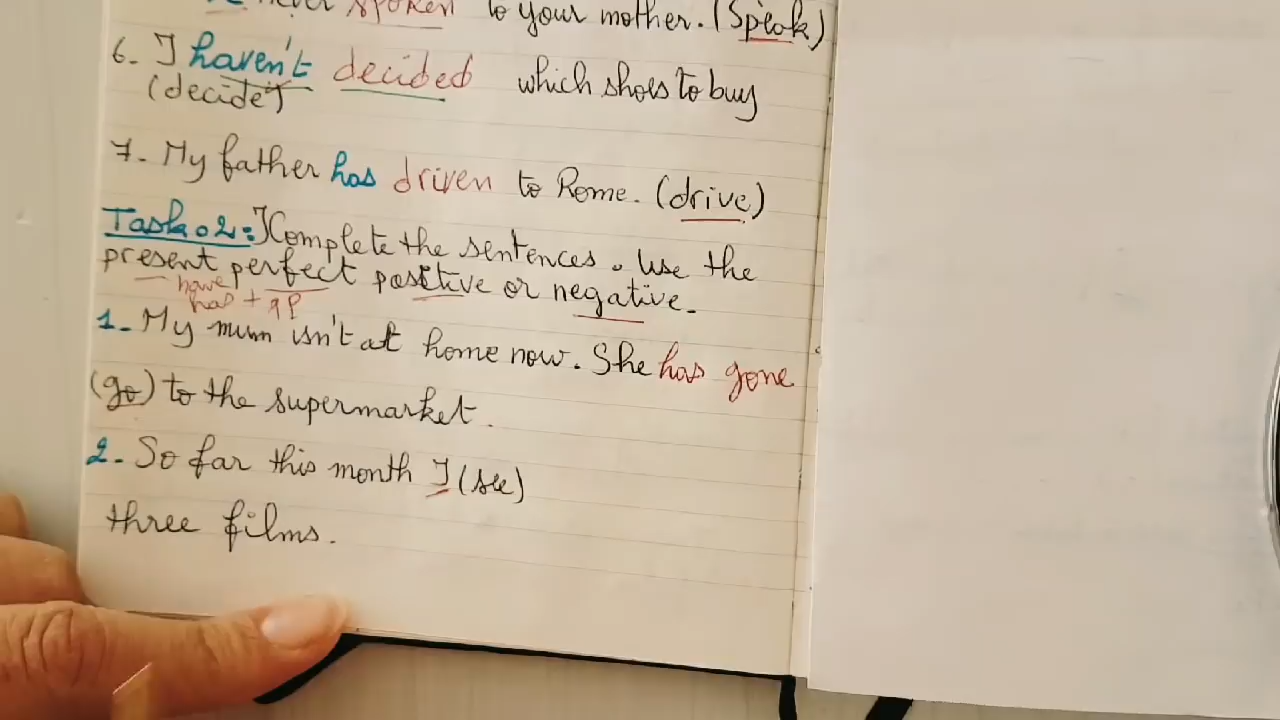 never spoken to your mother. (Speak)
6. I haven't decided which shoes to buy
(decide)
7. My father has driven to Rome. (drive)
Task 02: Complete the sentences. Use the
present perfect positive or negative.
have
has + pp
1. My mum isn't at home now. She has gone
(go) to the supermarket.
2. So far this month I (see)
three films.